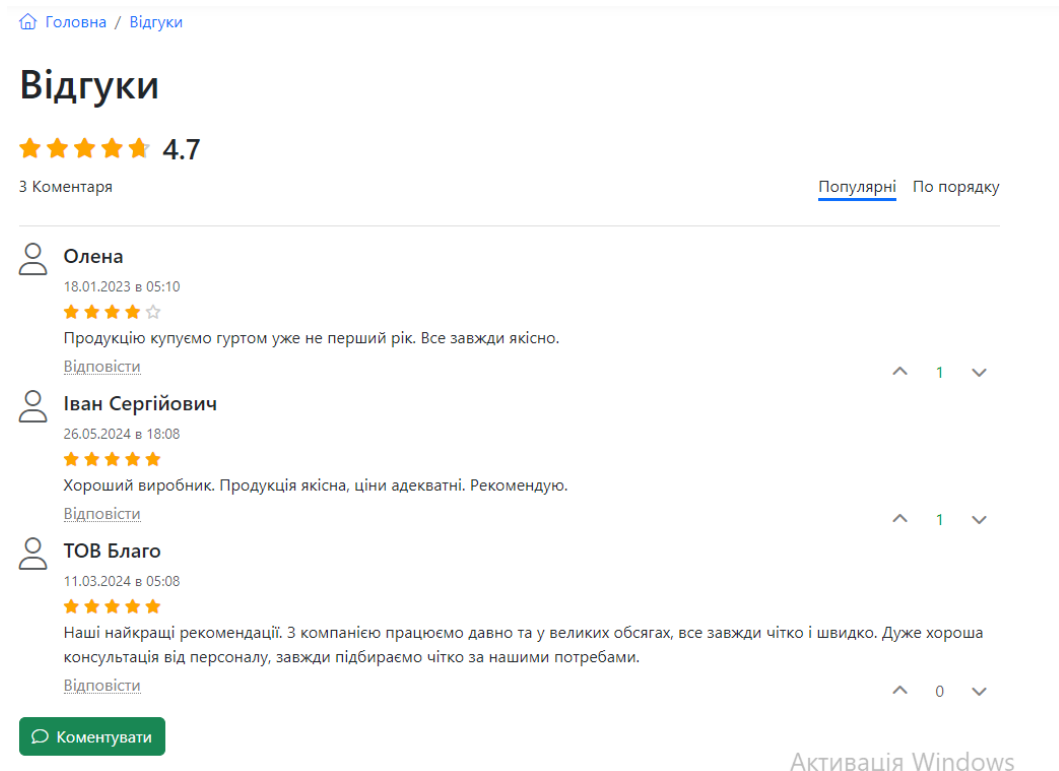 Головна / Відгуки
Відгуки
4.7
3 Коментаря
Популярні По порядку
Олена
18.01.2023 в 05:10
Продукцію купуємо гуртом уже не перший рік. Все завжди якісно.
Відповісти
1
Іван Сергійович
26.05.2024 в 18:08
Хороший виробник. Продукція якісна, ціни адекватні. Рекомендую.
Відповісти
1
ТОВ Благо
11.03.2024 в 05:08
Наші найкращі рекомендації. З компанією працюємо давно та у великих обсягах, все завжди чітко і швидко. Дуже хороша
консультація від персоналу, завжди підбираємо чітко за нашими потребами.
Відповісти
0
Коментувати
Активація Windows